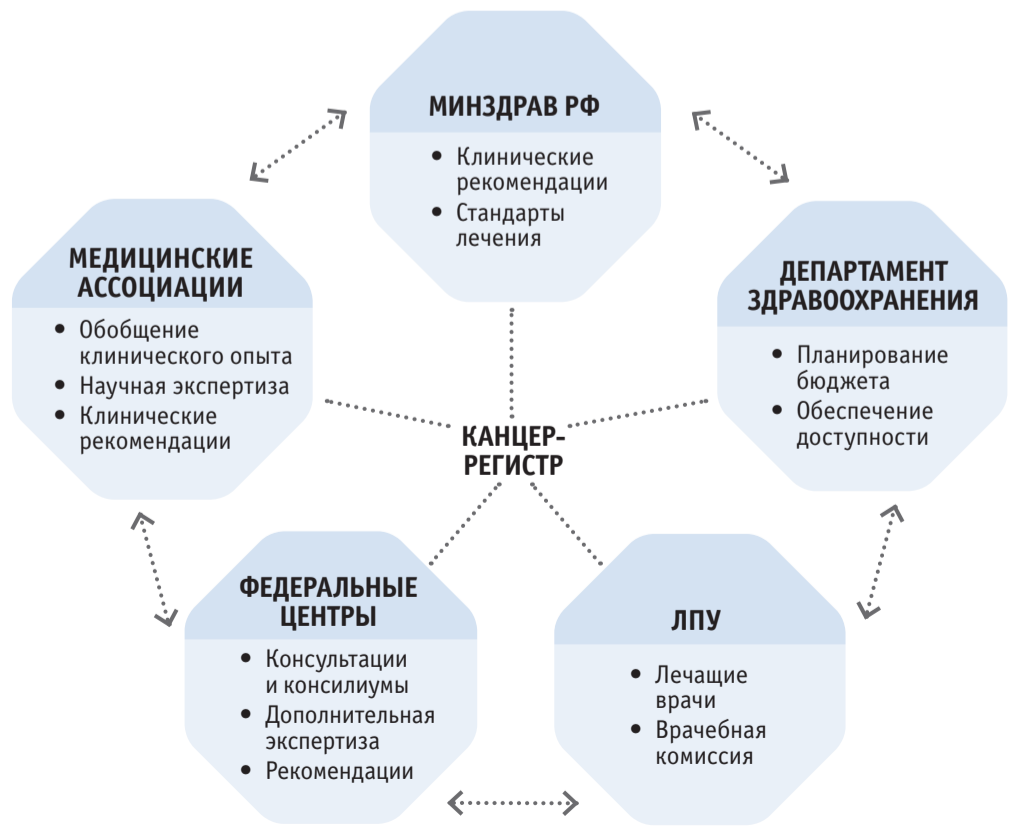 МИНЗДРАВ РФ
• Клинические
рекомендации
• Стандарты
лечения
МЕДИЦИНСКИЕ
АССОЦИАЦИИ
• Обобщение
клинического опыта
• Научная экспертиза
• Клинические
рекомендации
ДЕПАРТАМЕНТ
ЗДРАВООХРАНЕНИЯ
• Планирование
бюджета
• Обеспечение
доступности
КАНЦЕР-
РЕГИСТР
ФЕДЕРАЛЬНЫЕ
ЦЕНТРЫ
• Консультации
и консилиумы
• Дополнительная
экспертиза
• Рекомендации
ЛПУ
• Лечащие
врачи
• Врачебная
комиссия